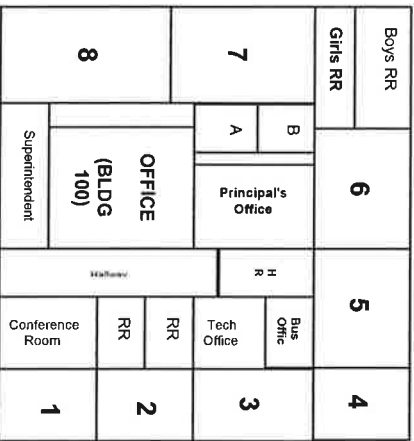 8
7
Girls RR
Boys RR
A
B
Superintendent
OFFICE
(BLDG
100)
Principal's
Office
6
Hallway
H
R
5
Conference
Room
RR
RR
Tech
Office
Bus
Offic
1
2
3
4